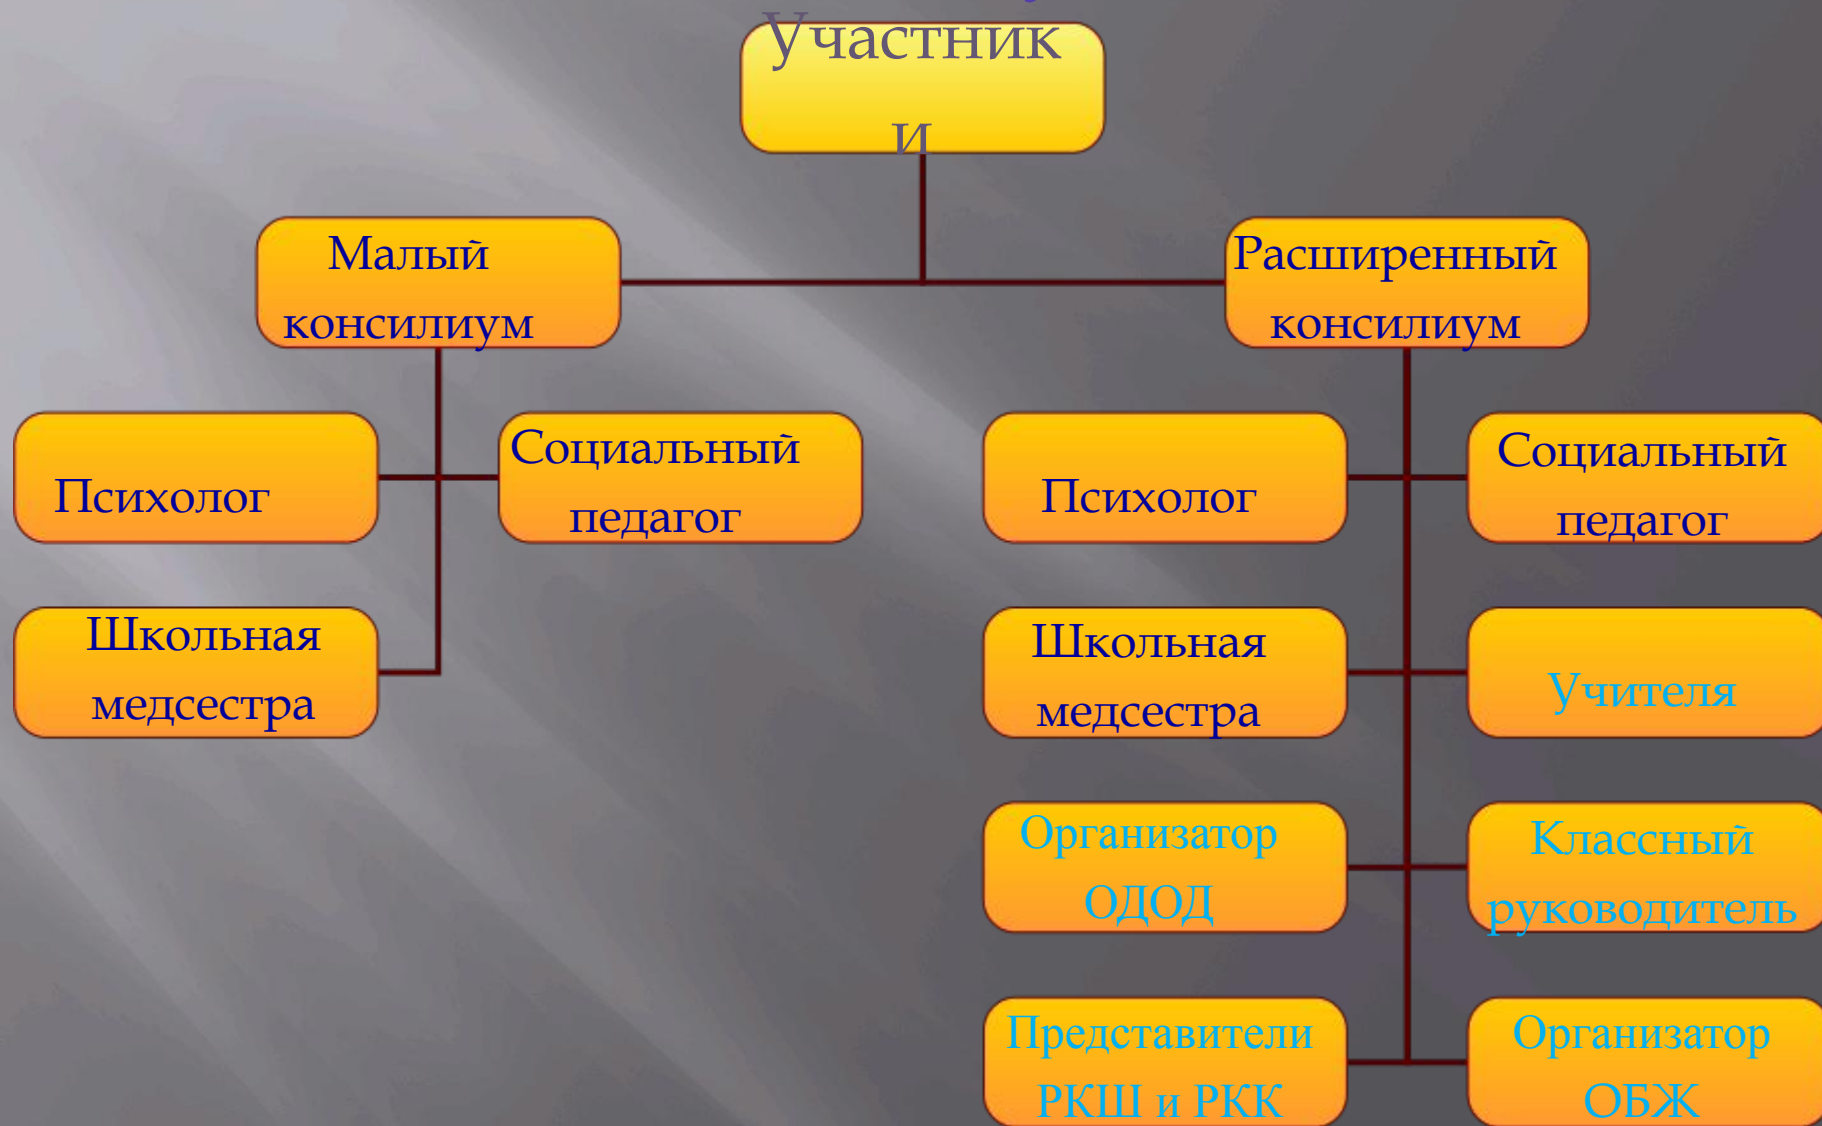 Участник
и
Малый
консилиум
Расширенный
консилиум
Психолог
Социальный
педагог
Психолог
Социальный
педагог
Школьная
медсестра
Школьная
медсестра
Учителя
Организатор
ОДОД
Классный
руководитель
Представители
РКШ и РКК
Организатор
ОБЖ